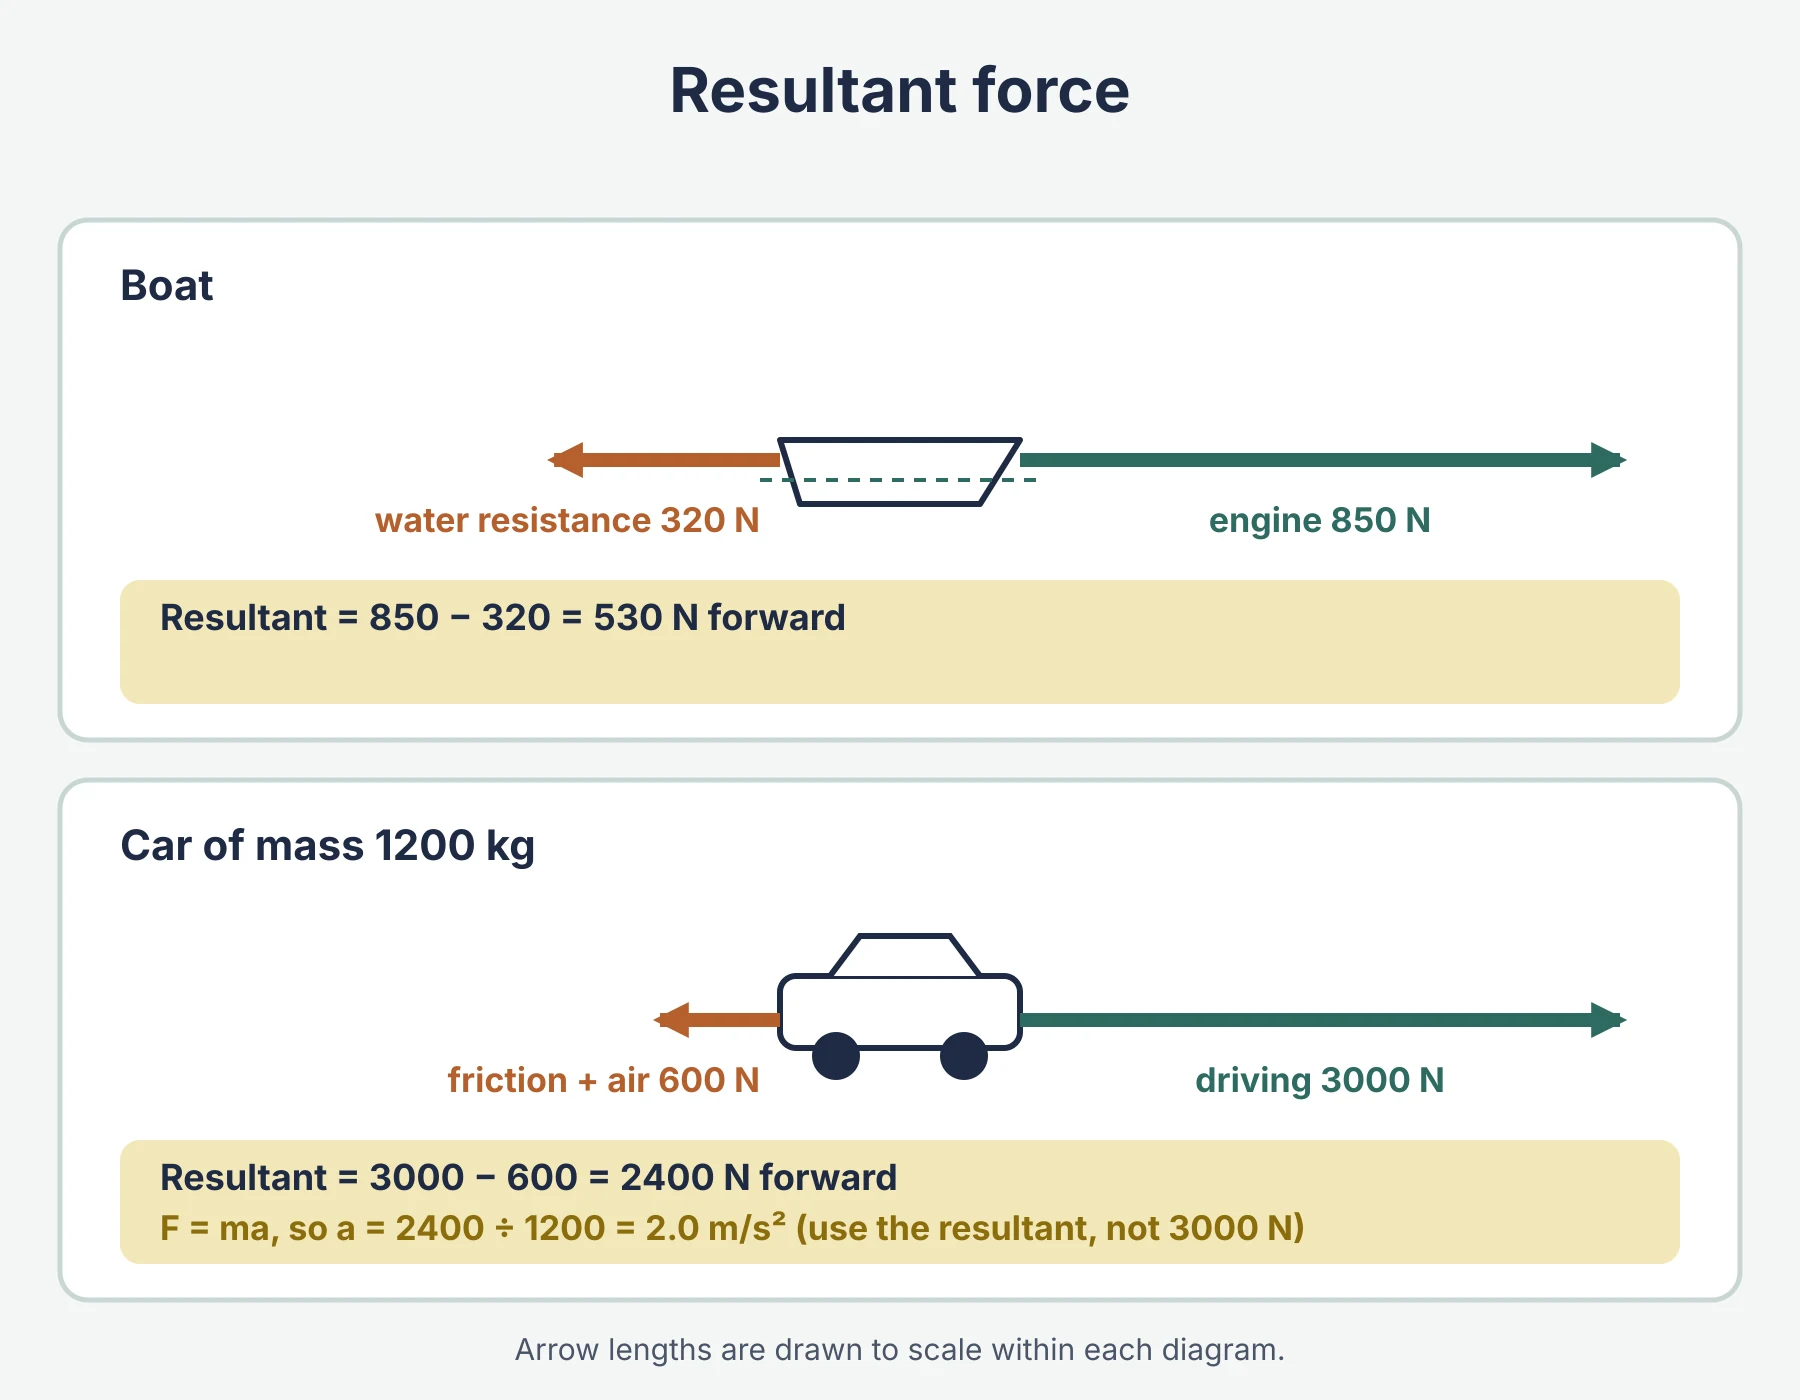 Resultant force
Boat
water resistance 320 N
engine 850 N
Resultant = 850 − 320 = 530 N forward
Car of mass 1200 kg
friction + air 600 N
driving 3000 N
Resultant = 3000 − 600 = 2400 N forward
F = ma, so a = 2400 ÷ 1200 = 2.0 m/s² (use the resultant, not 3000 N)
Arrow lengths are drawn to scale within each diagram.